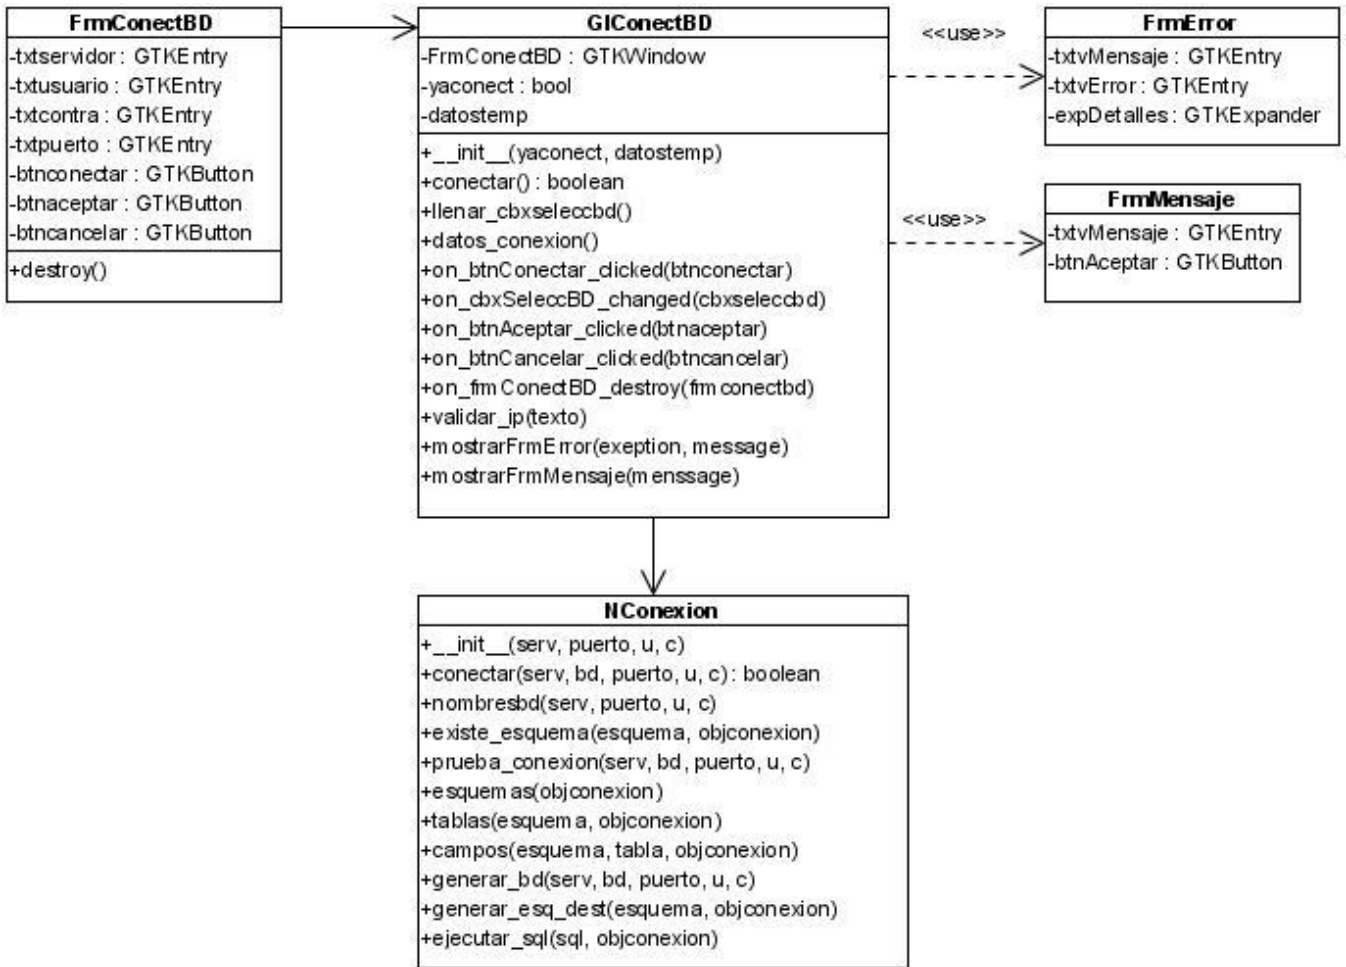 FrmConectBD
-txtservidor : GTKEntry
-txtusuario : GTKEntry
-txtcontra : GTKEntry
-txtpuerto : GTKEntry
-btnconectar : GTKButton
-btnaceptar : GTKButton
-btncancelar : GTKButton
+destroy()
GIConectBD
-FrmConectBD : GTKWindow
-yaconect : bool
-datostemp
+__init__(yaconect, datostemp)
+conectar() : boolean
+llenar_cbxseleccbd()
+datos_conexion()
+on_btnConectar_clicked(btnconectar)
+on_cbxSeleccBD_changed(cbxseleccbd)
+on_btnAceptar_clicked(btnaceptar)
+on_btnCancelar_clicked(btncancelar)
+on_frmConectBD_destroy(frmconectbd)
+validar_ip(texto)
+mostrarFrmError(exeption, message)
+mostrarFrmMensaje(menssage)
<<use>>
<<use>>
FrmError
-txtvMensaje : GTKEntry
-txtvError : GTKEntry
-expDetalles : GTKExpander
FrmMensaje
-txtvMensaje : GTKEntry
-btnAceptar : GTKButton
NConexion
+__init__(serv, puerto, u, c)
+conectar(serv, bd, puerto, u, c) : boolean
+nombresbd(serv, puerto, u, c)
+existe_esquema(esquema, objconexion)
+prueba_conexion(serv, bd, puerto, u, c)
+esquemas(objconexion)
+tablas(esquema, objconexion)
+campos(esquema, tabla, objconexion)
+generar_bd(serv, bd, puerto, u, c)
+generar_esq_dest(esquema, objconexion)
+ejecutar_sql(sql, objconexion)